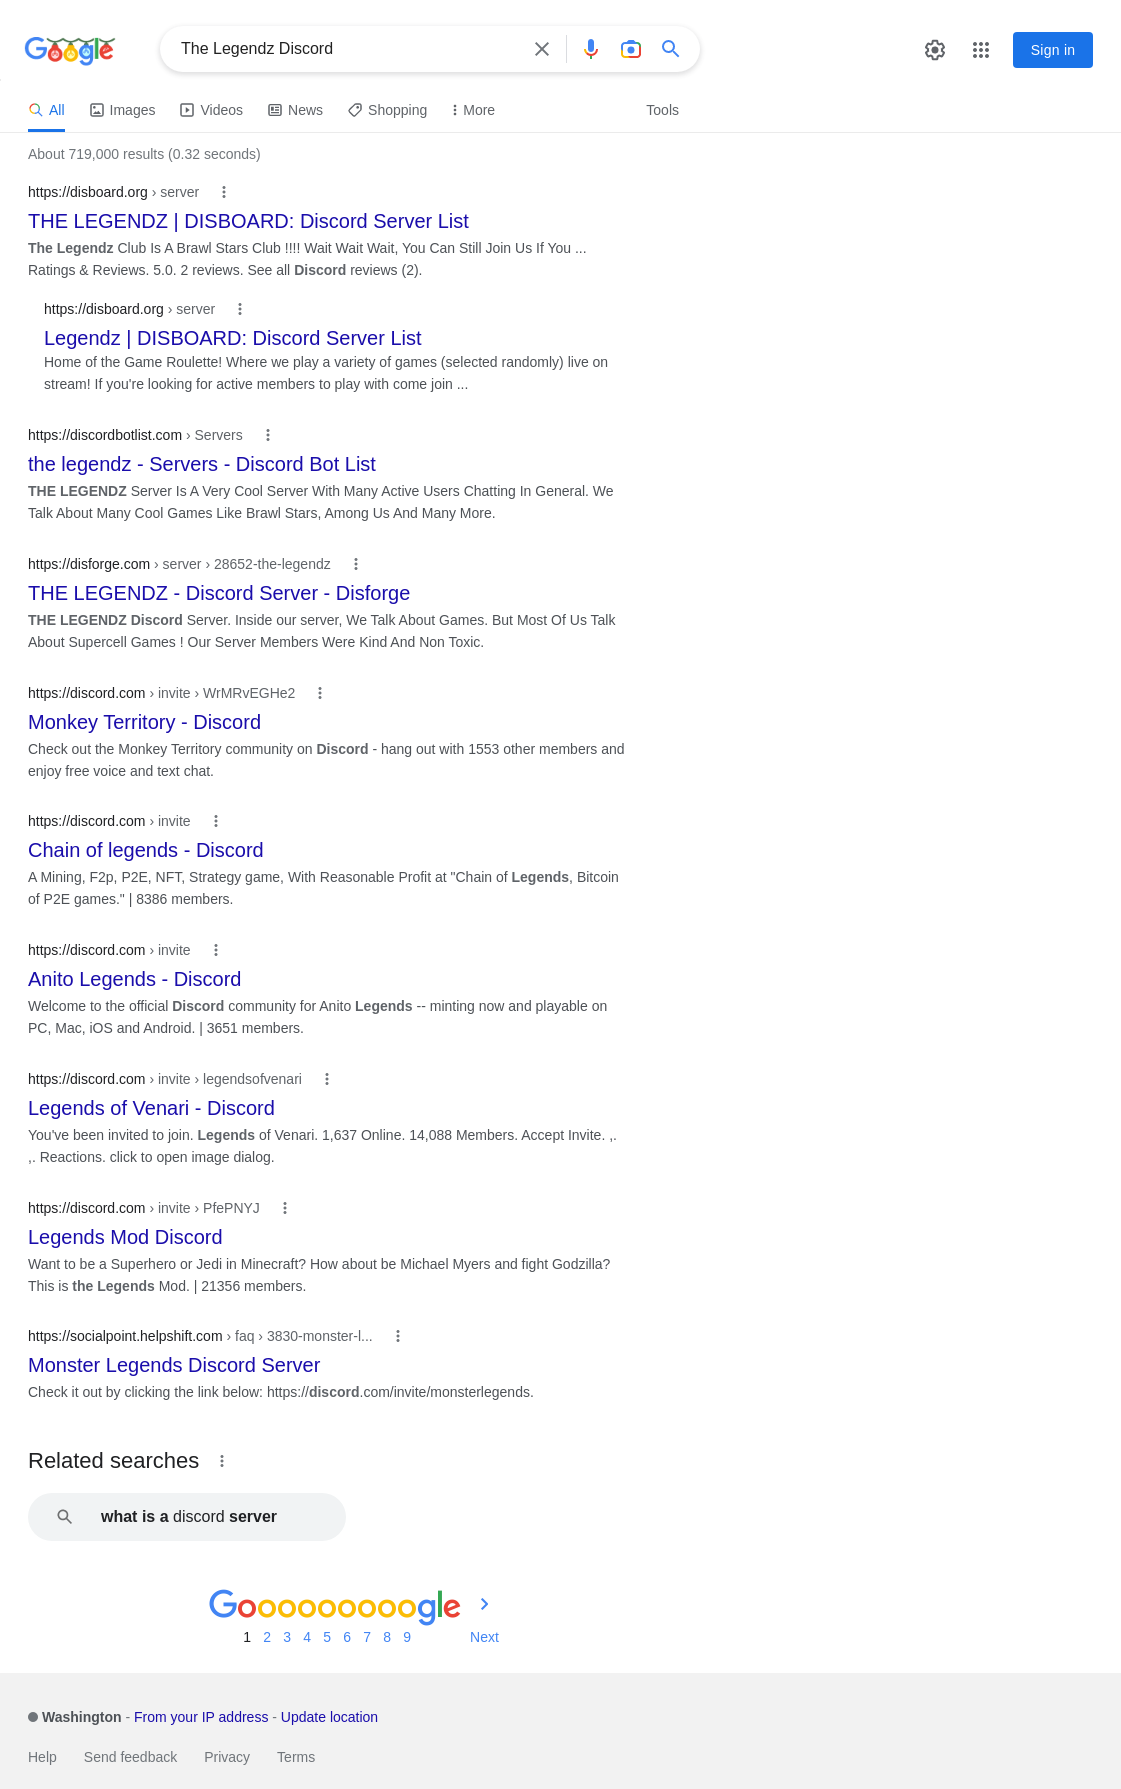 Google
The Legendz Discord
Sign in
All Images Videos News Shopping More Tools
About 719,000 results (0.32 seconds)
https://disboard.org › server
THE LEGENDZ | DISBOARD: Discord Server List
The Legendz Club Is A Brawl Stars Club !!!! Wait Wait Wait, You Can Still Join Us If You ...
Ratings & Reviews. 5.0. 2 reviews. See all Discord reviews (2).
https://disboard.org › server
Legendz | DISBOARD: Discord Server List
Home of the Game Roulette! Where we play a variety of games (selected randomly) live on
stream! If you're looking for active members to play with come join ...
https://discordbotlist.com › Servers
the legendz - Servers - Discord Bot List
THE LEGENDZ Server Is A Very Cool Server With Many Active Users Chatting In General. We
Talk About Many Cool Games Like Brawl Stars, Among Us And Many More.
https://disforge.com › server › 28652-the-legendz
THE LEGENDZ - Discord Server - Disforge
THE LEGENDZ Discord Server. Inside our server, We Talk About Games. But Most Of Us Talk
About Supercell Games ! Our Server Members Were Kind And Non Toxic.
https://discord.com › invite › WrMRvEGHe2
Monkey Territory - Discord
Check out the Monkey Territory community on Discord - hang out with 1553 other members and
enjoy free voice and text chat.
https://discord.com › invite
Chain of legends - Discord
A Mining, F2p, P2E, NFT, Strategy game, With Reasonable Profit at "Chain of Legends, Bitcoin
of P2E games." | 8386 members.
https://discord.com › invite
Anito Legends - Discord
Welcome to the official Discord community for Anito Legends -- minting now and playable on
PC, Mac, iOS and Android. | 3651 members.
https://discord.com › invite › legendsofvenari
Legends of Venari - Discord
You've been invited to join. Legends of Venari. 1,637 Online. 14,088 Members. Accept Invite. ,.
,. Reactions. click to open image dialog.
https://discord.com › invite › PfePNYJ
Legends Mod Discord
Want to be a Superhero or Jedi in Minecraft? How about be Michael Myers and fight Godzilla?
This is the Legends Mod. | 21356 members.
https://socialpoint.helpshift.com › faq › 3830-monster-l...
Monster Legends Discord Server
Check it out by clicking the link below: https://discord.com/invite/monsterlegends.
Related searches
what is a discord server
Goooooooooogle
1 2 3 4 5 6 7 8 9 Next
Washington - From your IP address - Update location
Help Send feedback Privacy Terms